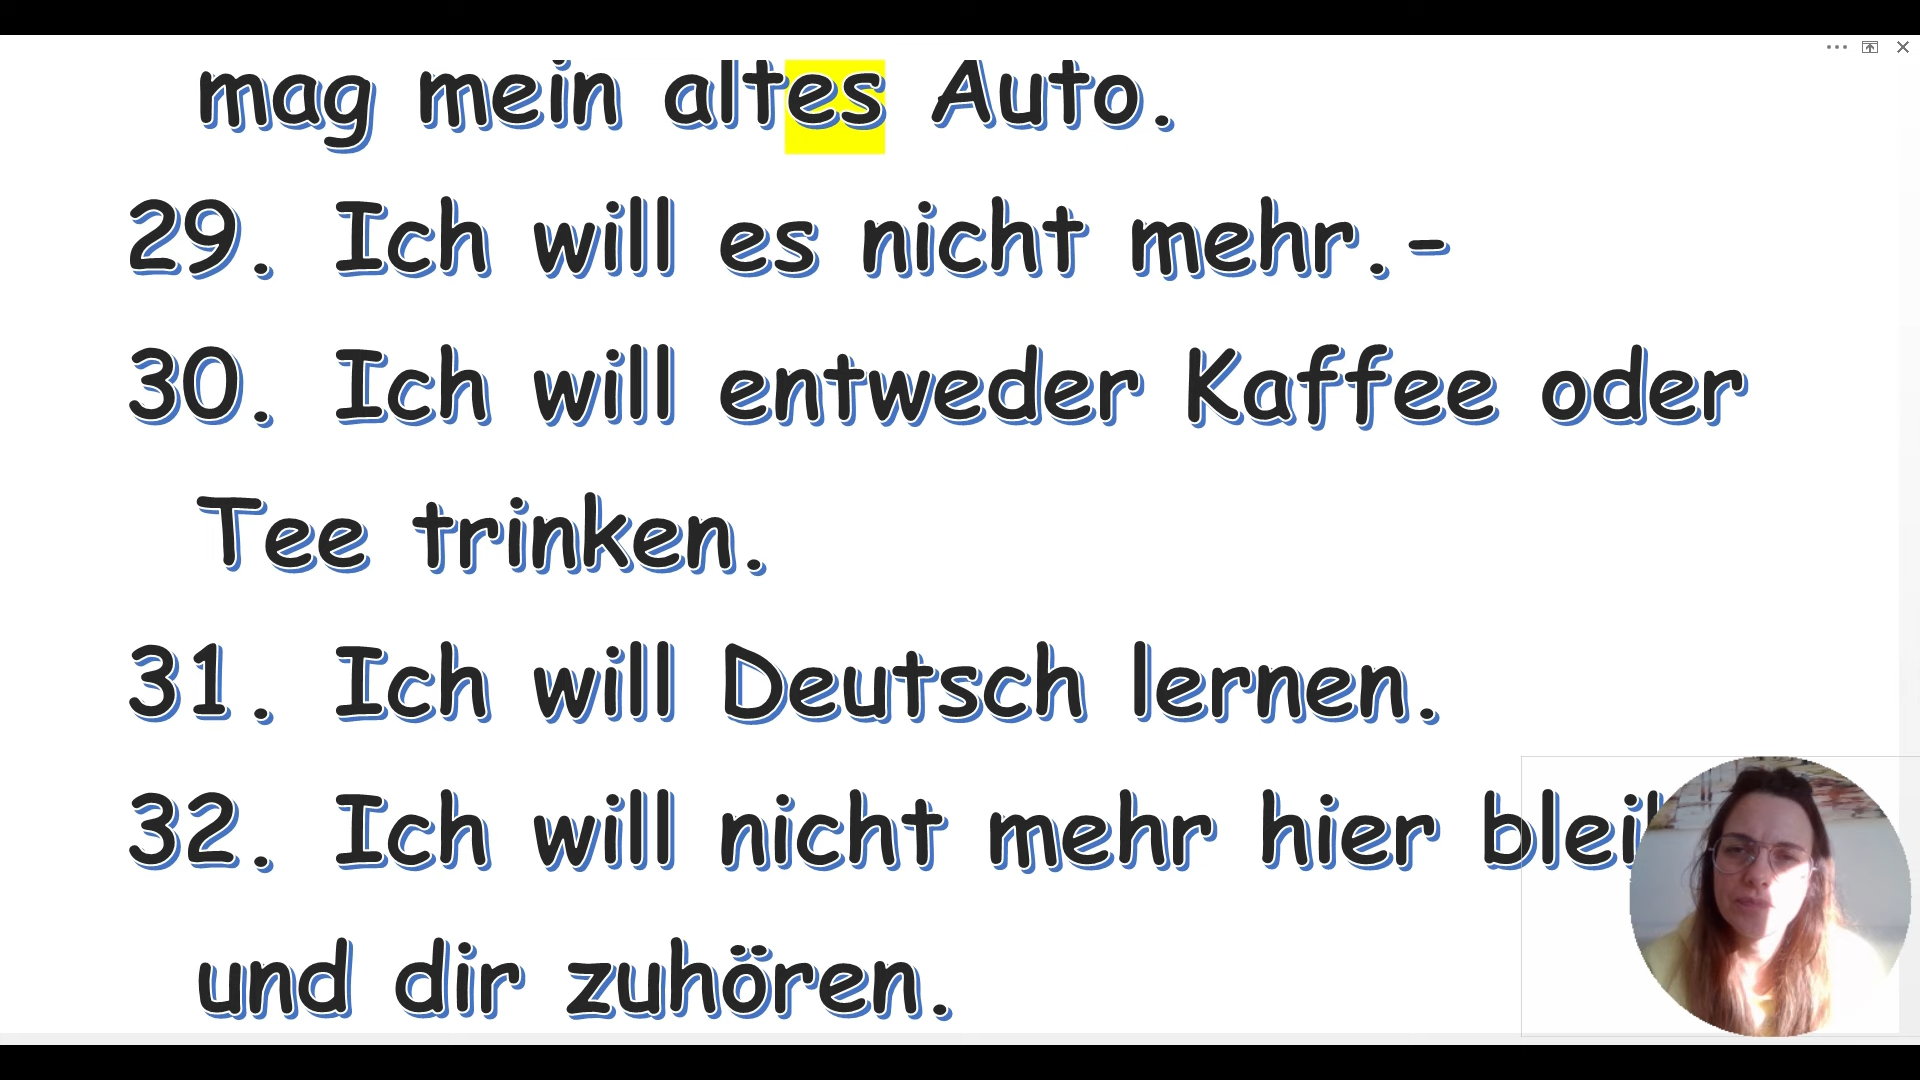 mag mein altes Auto.
29. Ich will es nicht mehr.-
30. Ich will entweder Kaffee oder
Tee trinken.
31. Ich will Deutsch lernen.
32. Ich will nicht mehr hier
und dir zuhören.